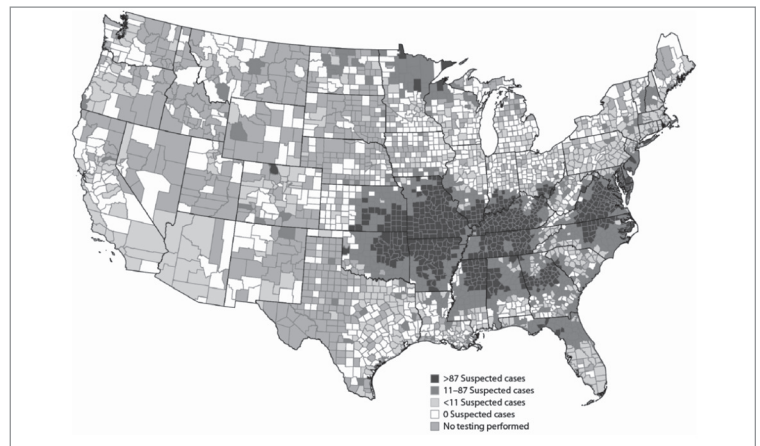 >87 Suspected cases
11–87 Suspected cases
<11 Suspected cases
0 Suspected cases
No testing performed